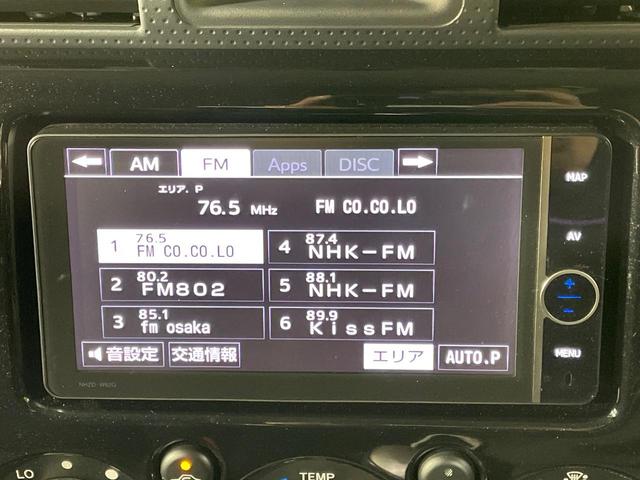 AM FM Apps DISC
MAP
エリア. P
76.5 MHz FM CO.CO.LO
AV
1 76.5 FM CO.CO.LO
4 87.4 NHK-FM
2 80.2 FM802
5 88.1 NHK-FM
3 85.1 fm osaka
6 89.9 KissFM
+
-
音設定 交通情報 エリア AUTO.P
MENU
NHZD-W62G
LO
TEMP